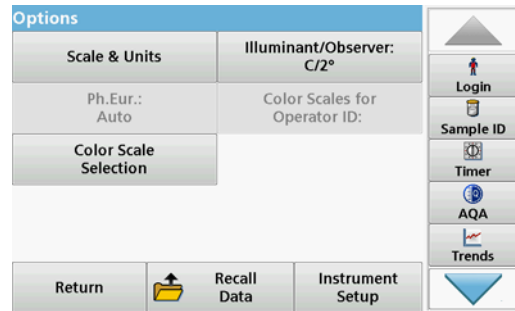 Options
Scale & Units
Illuminant/Observer:
C/2°
Ph.Eur.:
Auto
Color Scales for
Operator ID:
Color Scale
Selection
Return
Recall
Data
Instrument
Setup
Login
Sample ID
Timer
AQA
Trends